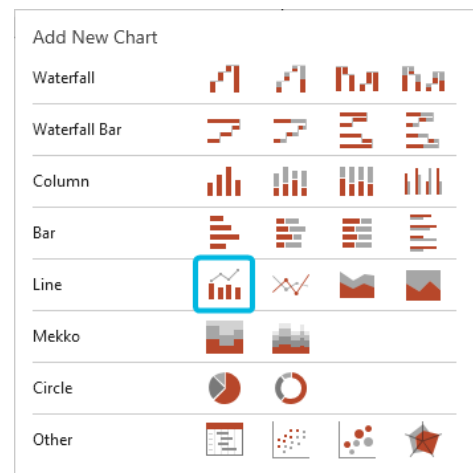 Add New Chart
Waterfall
Waterfall Bar
Column
Bar
Line
Mekko
Circle
Other